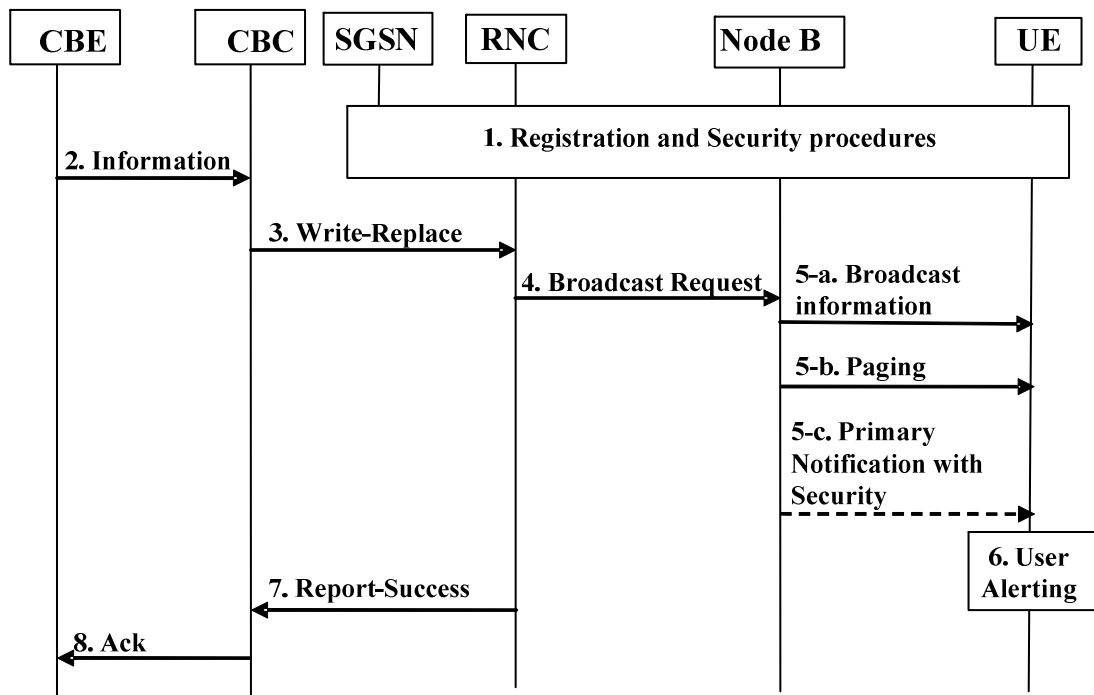 CBE
CBC
SGSN
RNC
Node B
UE
1. Registration and Security procedures
2. Information
3. Write-Replace
4. Broadcast Request
5-a. Broadcast
information
5-b. Paging
5-c. Primary
Notification with
Security
6. User
Alerting
7. Report-Success
8. Ack